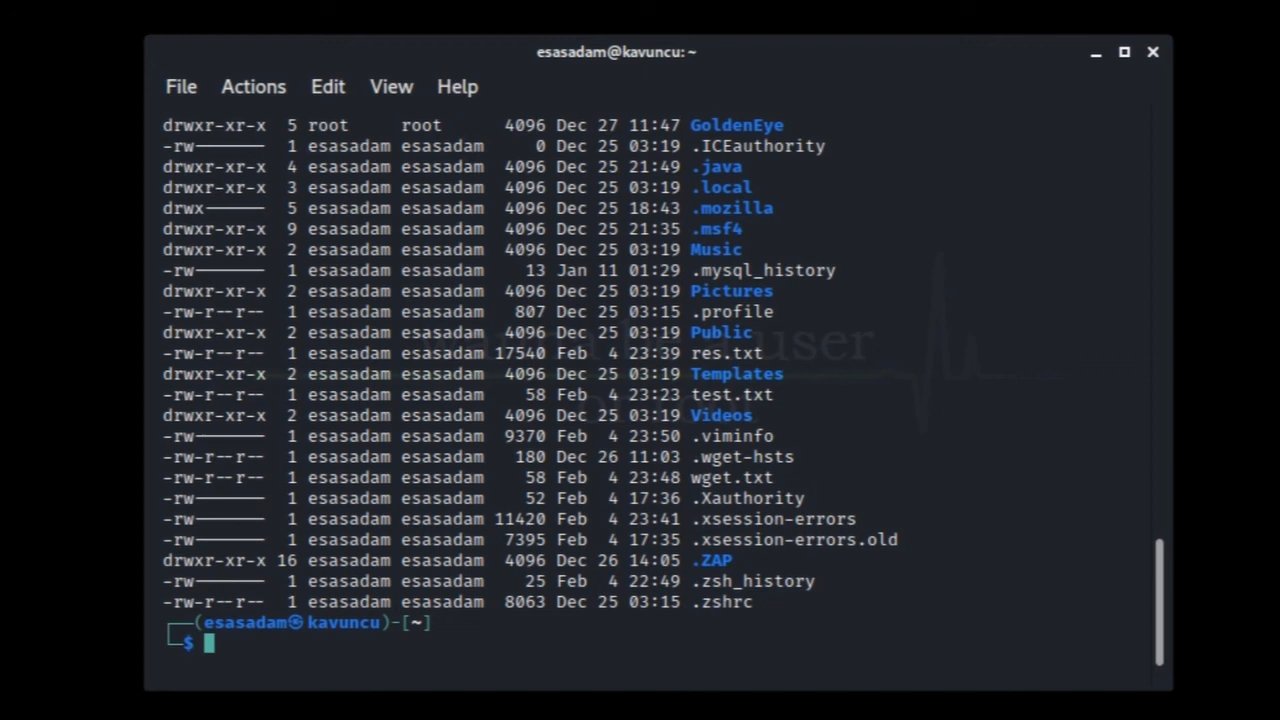 esasadam@kavuncu: ~
File Actions Edit View Help
drwxr-xr-x 5 root root 4096 Dec 27 11:47 GoldenEye
-rw------- 1 esasadam esasadam 0 Dec 25 03:19 .ICEauthority
drwxr-xr-x 4 esasadam esasadam 4096 Dec 25 21:49 .java
drwxr-xr-x 3 esasadam esasadam 4096 Dec 25 03:19 .local
drwx------ 5 esasadam esasadam 4096 Dec 25 18:43 .mozilla
drwxr-xr-x 9 esasadam esasadam 4096 Dec 25 21:35 .msf4
drwxr-xr-x 2 esasadam esasadam 4096 Dec 25 03:19 Music
-rw------- 1 esasadam esasadam 13 Jan 11 01:29 .mysql_history
drwxr-xr-x 2 esasadam esasadam 4096 Dec 25 03:19 Pictures
-rw-r--r-- 1 esasadam esasadam 807 Dec 25 03:15 .profile
drwxr-xr-x 2 esasadam esasadam 4096 Dec 25 03:19 Public
-rw-r--r-- 1 esasadam esasadam 17540 Feb 4 23:39 res.txt
drwxr-xr-x 2 esasadam esasadam 4096 Dec 25 03:19 Templates
-rw-r--r-- 1 esasadam esasadam 58 Feb 4 23:23 test.txt
drwxr-xr-x 2 esasadam esasadam 4096 Dec 25 03:19 Videos
-rw------- 1 esasadam esasadam 9370 Feb 4 23:50 .viminfo
-rw-r--r-- 1 esasadam esasadam 180 Dec 26 11:03 .wget-hsts
-rw-r--r-- 1 esasadam esasadam 58 Feb 4 23:48 wget.txt
-rw------- 1 esasadam esasadam 52 Feb 4 17:36 .Xauthority
-rw------- 1 esasadam esasadam 11420 Feb 4 23:41 .xsession-errors
-rw------- 1 esasadam esasadam 7395 Feb 4 17:35 .xsession-errors.old
drwxr-xr-x 16 esasadam esasadam 4096 Dec 26 14:05 .ZAP
-rw------- 1 esasadam esasadam 25 Feb 4 22:49 .zsh_history
-rw-r--r-- 1 esasadam esasadam 8063 Dec 25 03:15 .zshrc
┌──(esasadam㉿kavuncu)-[~]
└─$